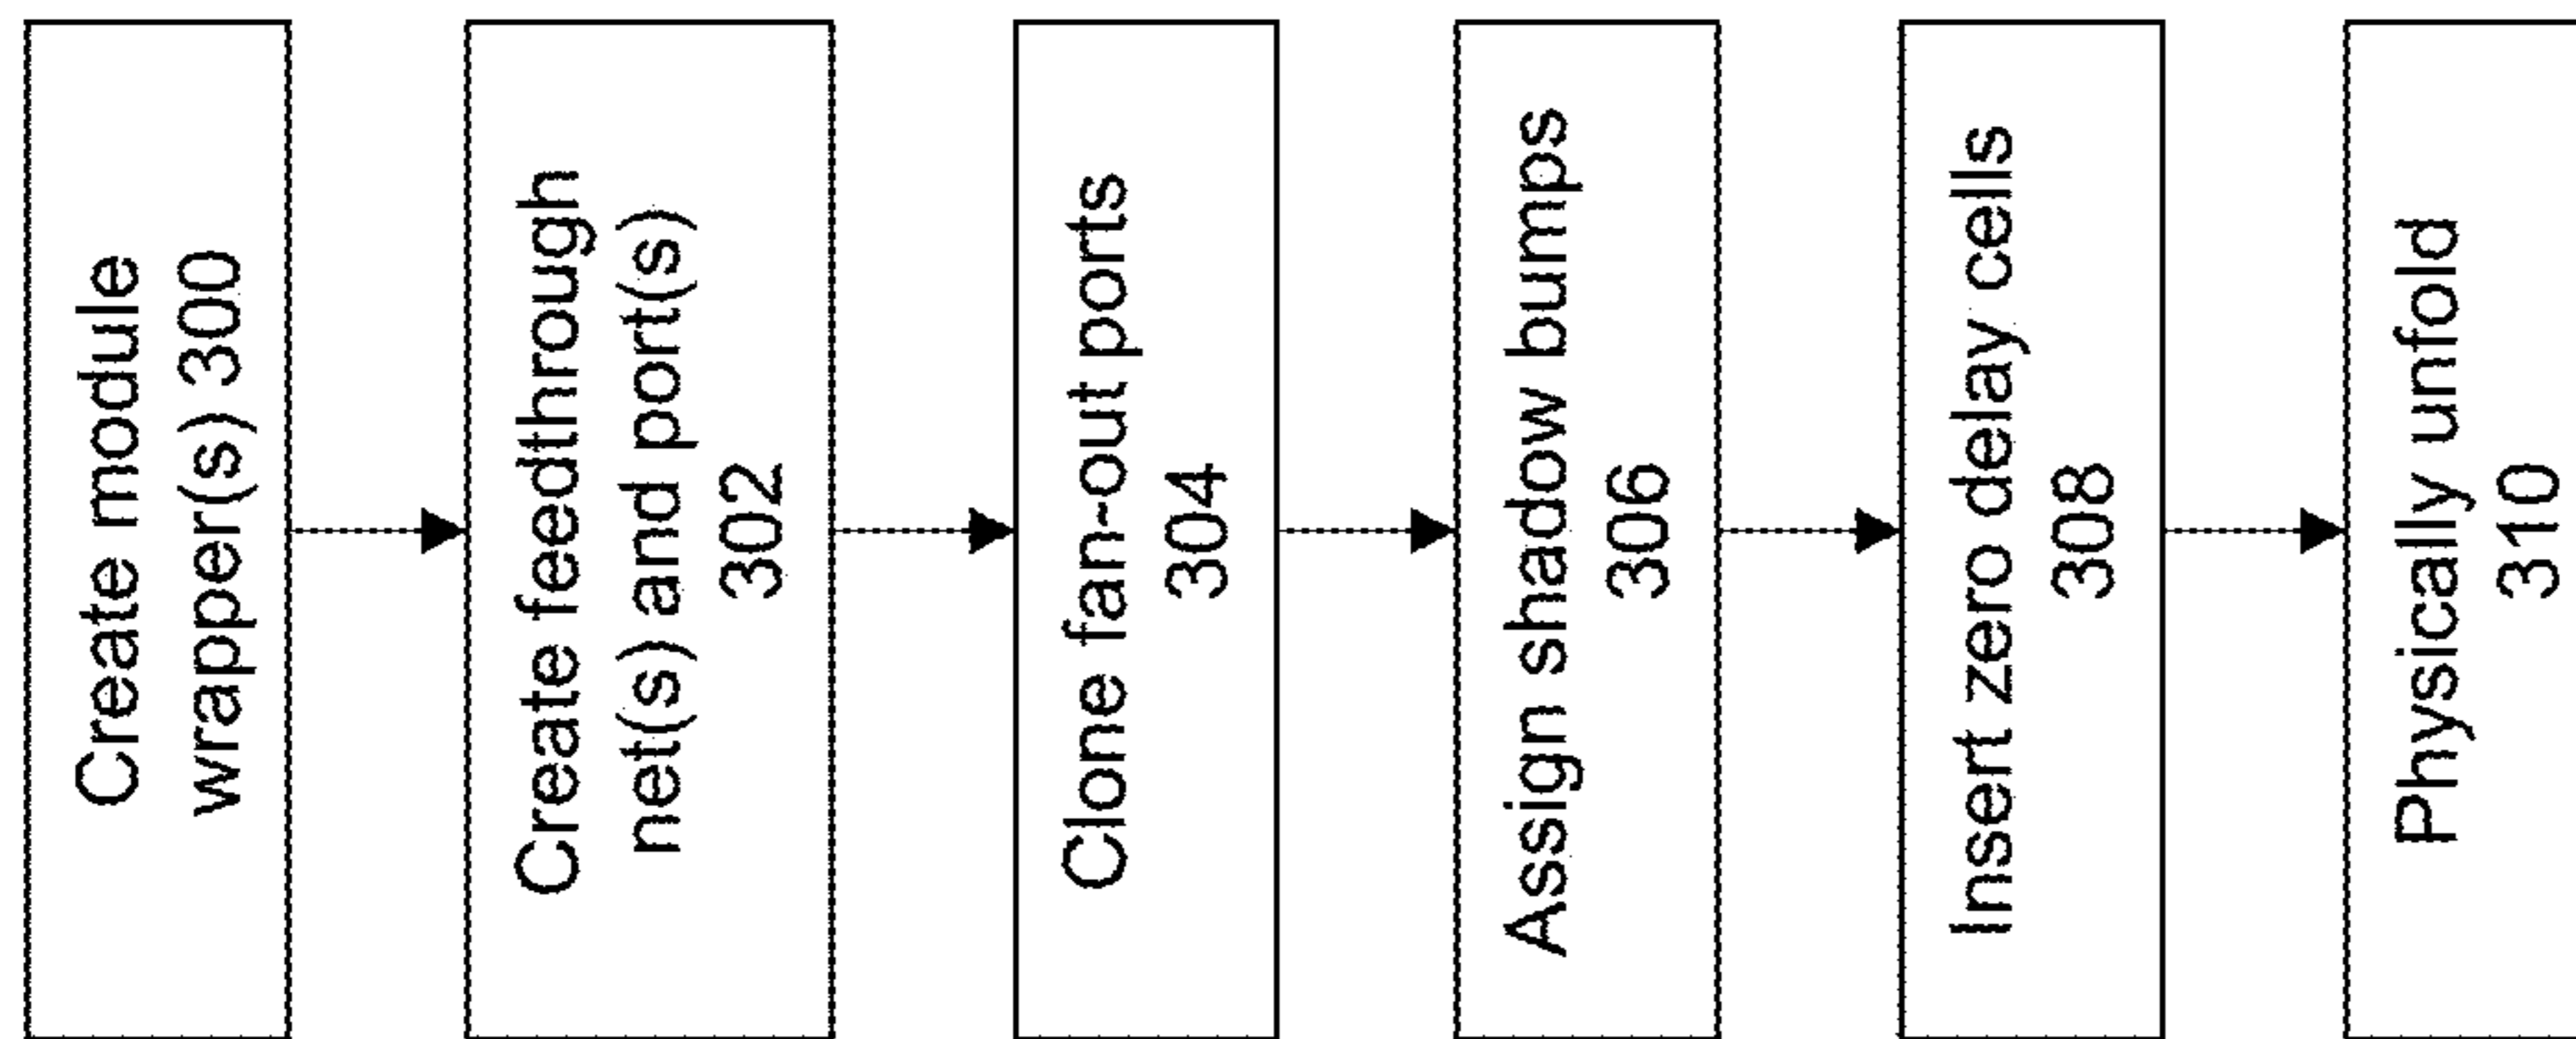 Create module
wrapper(s) 300
Create feedthrough
net(s) and port(s)
302
Clone fan-out ports
304
Assign shadow bumps
306
Insert zero delay cells
308
Physically unfold
310